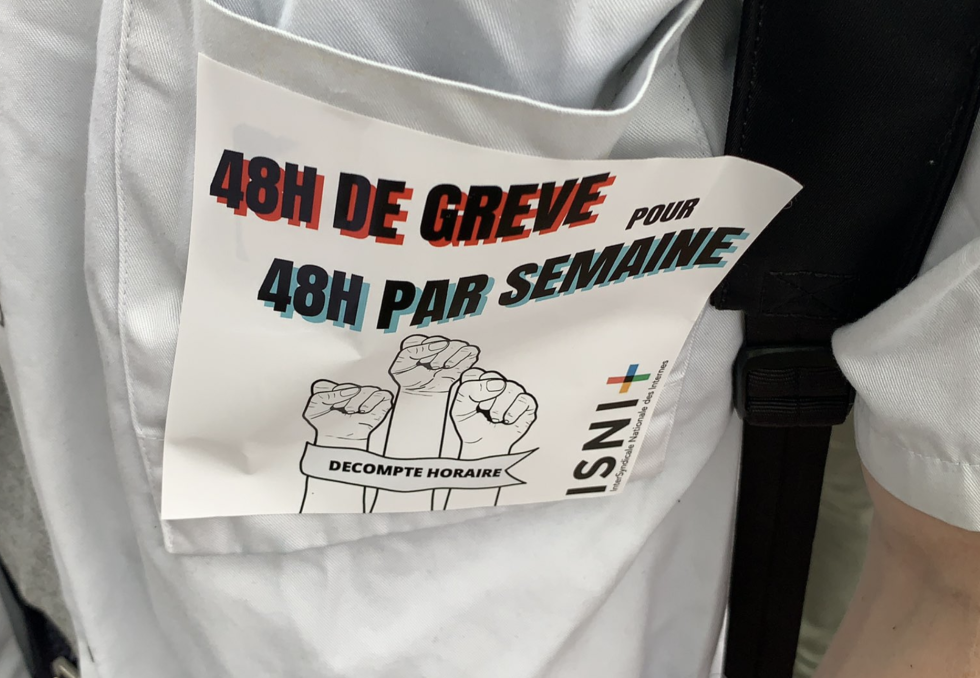 48H DE GREVE POUR
48H PAR SEMAINE
DECOMPTE HORAIRE
ISNI
InterSyndicale Nationale des Internes